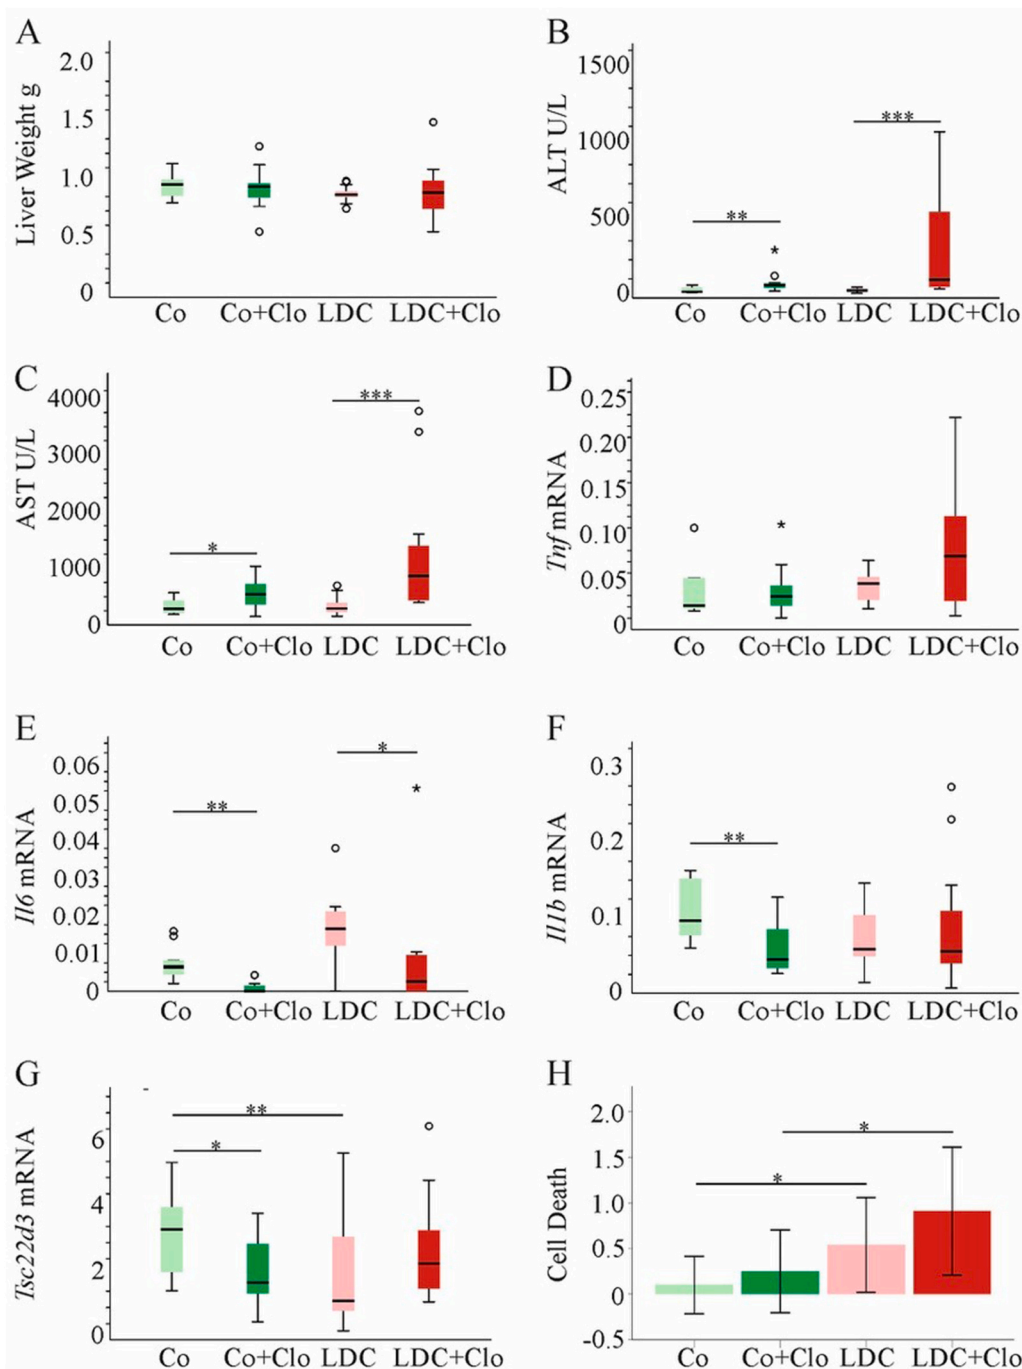 A
Liver Weight g
2.0
1.5
1.0
0.5
0
Co Co+Clo LDC LDC+Clo
B
ALT U/L
1500
1000
500
0
**
*
***
Co Co+Clo LDC LDC+Clo
C
AST U/L
4000
3000
2000
1000
0
*
***
Co Co+Clo LDC LDC+Clo
D
Tnf mRNA
0.25
0.20
0.15
0.10
0.05
0
*
Co Co+Clo LDC LDC+Clo
E
Il6 mRNA
0.06
0.05
0.04
0.03
0.02
0.01
0
**
*
*
Co Co+Clo LDC LDC+Clo
F
Il1b mRNA
0.3
0.2
0.1
0
**
Co Co+Clo LDC LDC+Clo
G
Tsc22d3 mRNA
6
4
2
0
**
*
Co Co+Clo LDC LDC+Clo
H
Cell Death
2.0
1.5
1.0
0.5
0
-0.5
*
*
Co Co+Clo LDC LDC+Clo